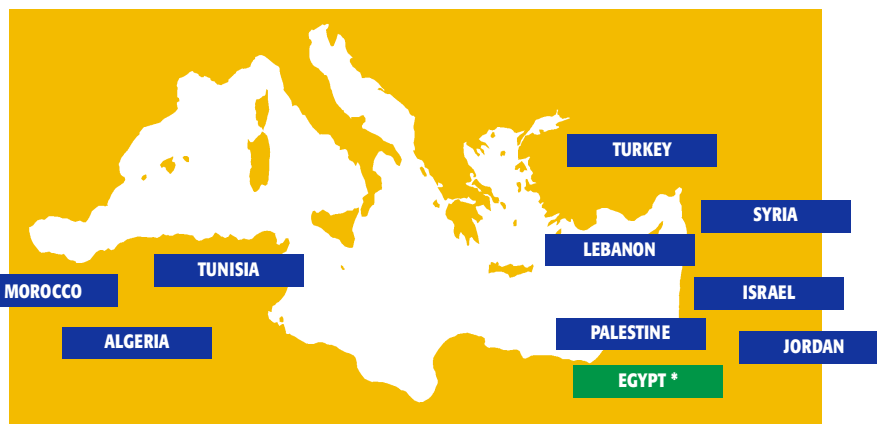 TURKEY
SYRIA
LEBANON
TUNISIA
MOROCCO
ISRAEL
PALESTINE
ALGERIA
JORDAN
EGYPT *